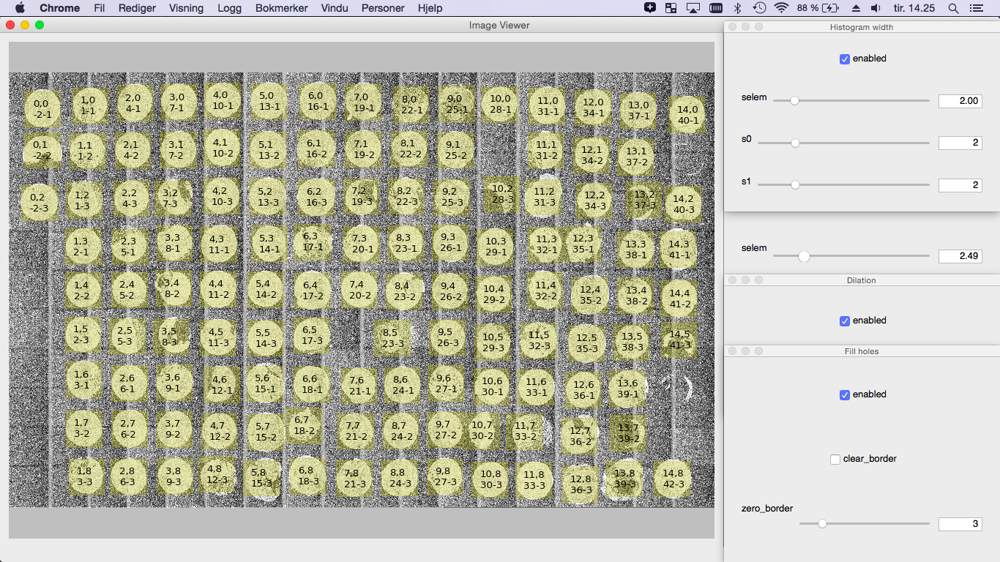 Chrome Fil Rediger Visning Logg Bokmerker Vindu Personer Hjelp 88 % tir. 14.25
Image Viewer
Histogram width
enabled
selem 2.00
s0 2
s1 2
selem 2.49
Dilation
enabled
Fill holes
enabled
clear_border
zero_border 3
0,0 1,0 2,0 3,0 4,0 5,0 6,0 7,0 8,0 9,0 10,0 11,0 12,0 13,0 14,0
-2-1 1-1 4-1 7-1 10-1 13-1 16-1 19-1 22-1 25-1 28-1 31-1 34-1 37-1 40-1
0,1 1,1 2,1 3,1 4,1 5,1 6,1 7,1 8,1 9,1 11,1 12,1 13,1
-2-2 1-2 4-2 7-2 10-2 13-2 16-2 19-2 22-2 25-2 31-2 34-2 37-2
0,2 1,2 2,2 3,2 4,2 5,2 6,2 7,2 8,2 9,2 10,2 11,2 12,2 13,2 14,2
-2-3 1-3 4-3 7-3 10-3 13-3 16-3 19-3 22-3 25-3 28-3 31-3 34-3 37-3 40-3
1,3 2,3 3,3 4,3 5,3 6,3 7,3 8,3 9,3 10,3 11,3 12,3 13,3 14,3
2-1 5-1 8-1 11-1 14-1 17-1 20-1 23-1 26-1 29-1 32-1 35-1 38-1 41-1
1,4 2,4 3,4 4,4 5,4 6,4 7,4 8,4 9,4 10,4 11,4 12,4 13,4 14,4
2-2 5-2 8-2 11-2 14-2 17-2 20-2 23-2 26-2 29-2 32-2 35-2 38-2 41-2
1,5 2,5 3,5 4,5 5,5 6,5 8,5 9,5 10,5 11,5 12,5 13,5 14,5
2-3 5-3 8-3 11-3 14-3 17-3 23-3 26-3 29-3 32-3 35-3 38-3 41-3
1,6 2,6 3,6 4,6 5,6 6,6 7,6 8,6 9,6 10,6 11,6 12,6 13,6
3-1 6-1 9-1 12-1 15-1 18-1 21-1 24-1 27-1 30-1 33-1 36-1 39-1
1,7 2,7 3,7 4,7 5,7 6,7 7,7 8,7 9,7 10,7 11,7 12,7 13,7
3-2 6-2 9-2 12-2 15-2 18-2 21-2 24-2 27-2 30-2 33-2 36-2 39-2
1,8 2,8 3,8 4,8 5,8 6,8 7,8 8,8 9,8 10,8 11,8 12,8 13,8 14,8
3-3 6-3 9-3 12-3 15-3 18-3 21-3 24-3 27-3 30-3 33-3 36-3 39-3 42-3